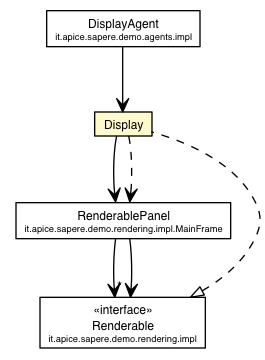 DisplayAgent
it.apice.sapere.demo.agents.impl
Display
RenderablePanel
it.apice.sapere.demo.rendering.impl.MainFrame
«interface»
Renderable
it.apice.sapere.demo.rendering.impl